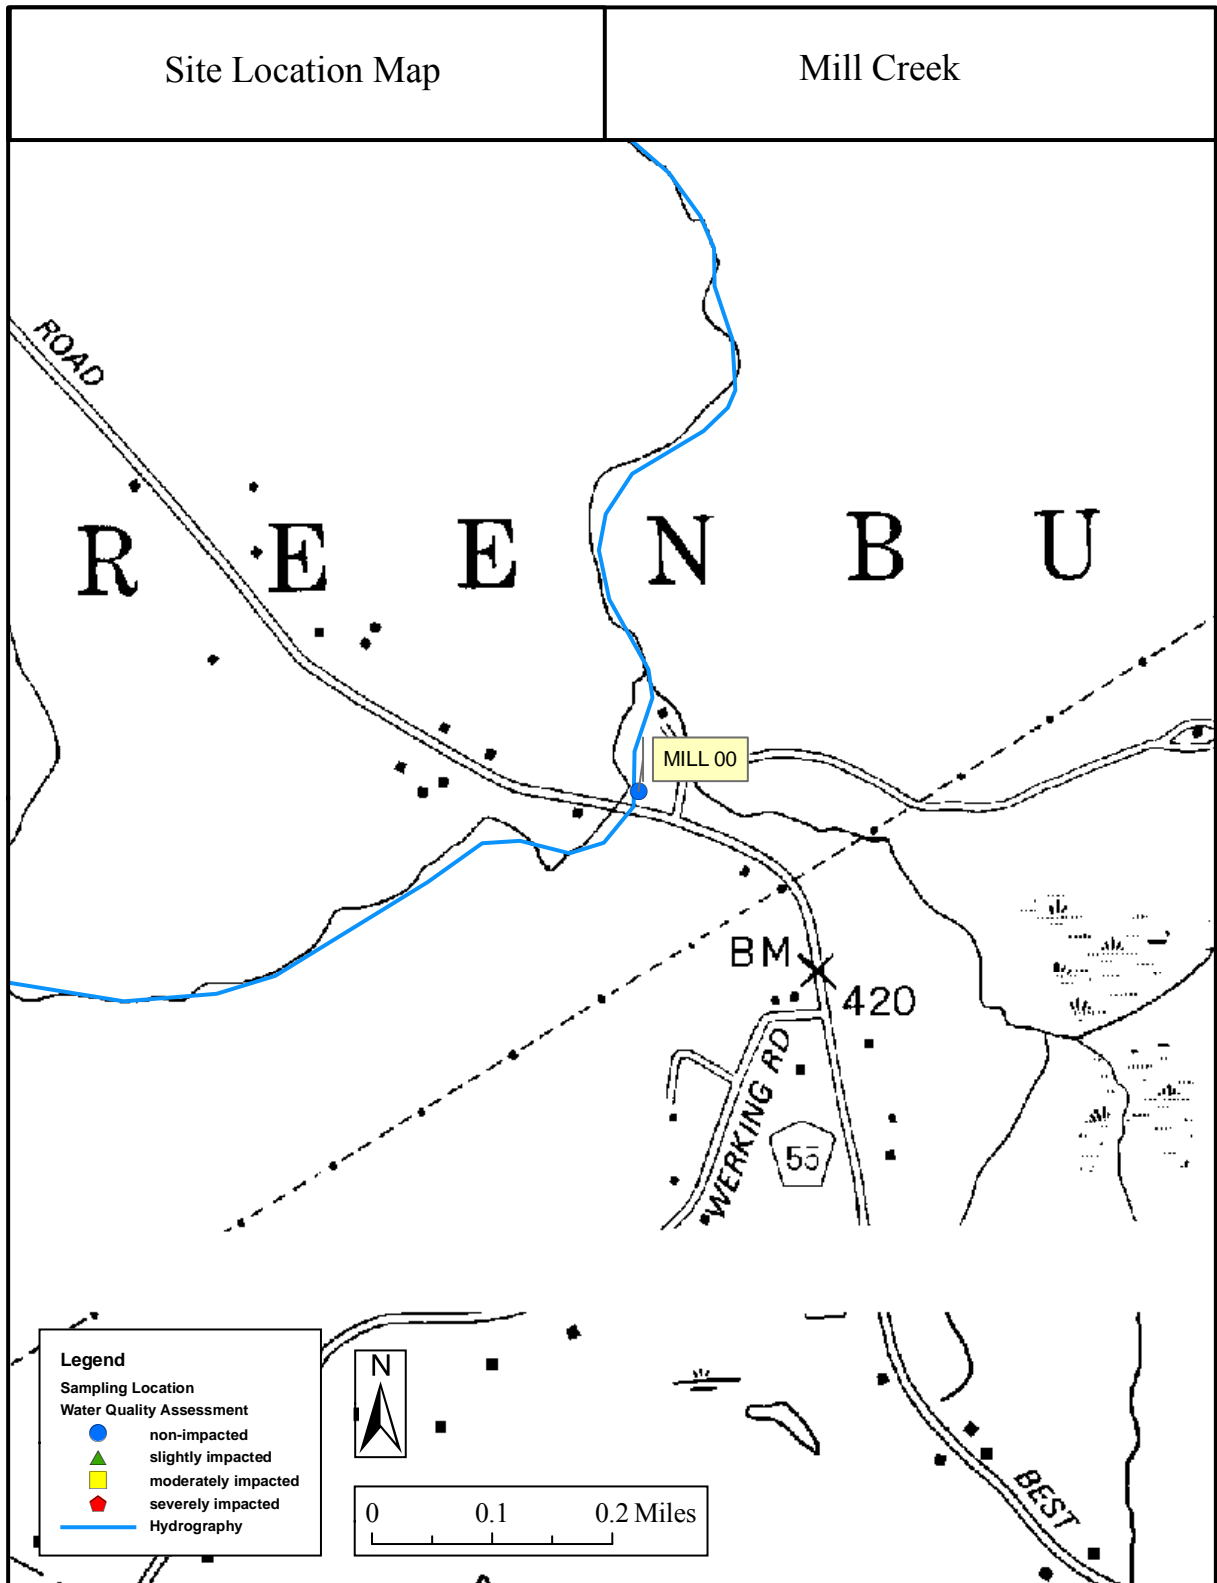 Site Location Map
Mill Creek
ROAD
R E E N B U
MILL 00
BM
420
WERKING RD
55
Legend
Sampling Location
Water Quality Assessment
non-impacted
slightly impacted
moderately impacted
severely impacted
Hydrography
N
0 0.1 0.2 Miles
BEST